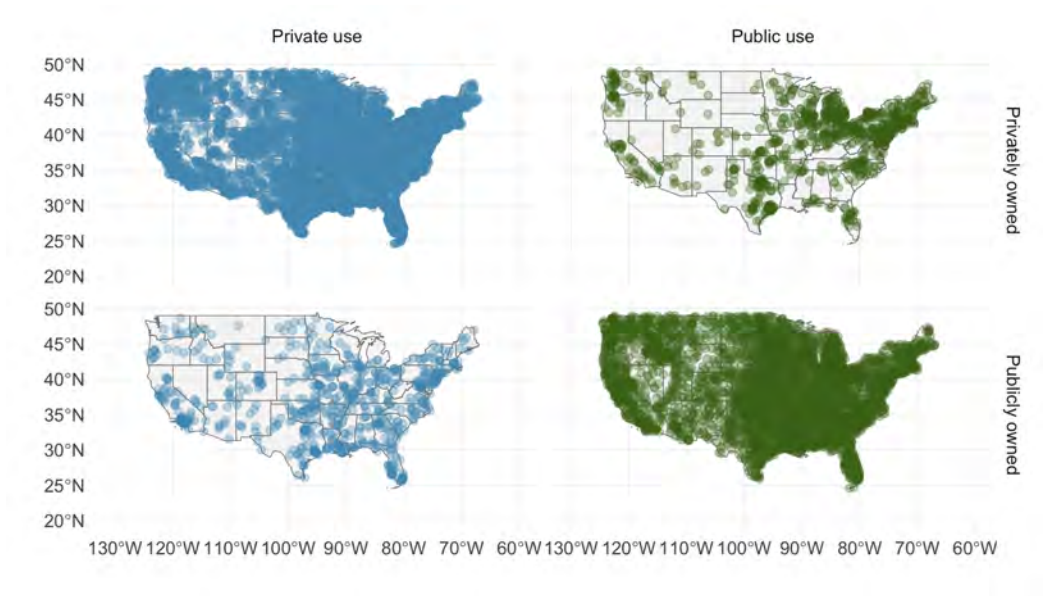 Private use
Public use
50°N
45°N
40°N
35°N
30°N
25°N
20°N
Privately owned
50°N
45°N
40°N
35°N
30°N
25°N
20°N
Publicly owned
130°W 120°W 110°W 100°W 90°W 80°W 70°W 60°W 130°W 120°W 110°W 100°W 90°W 80°W 70°W 60°W